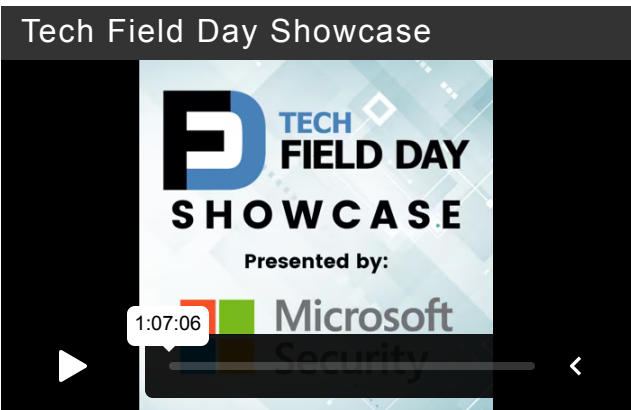 Tech Field Day Showcase
TECH
FIELD DAY
SHOWCASE
Presented by:
Microsoft
Security
1:07:06